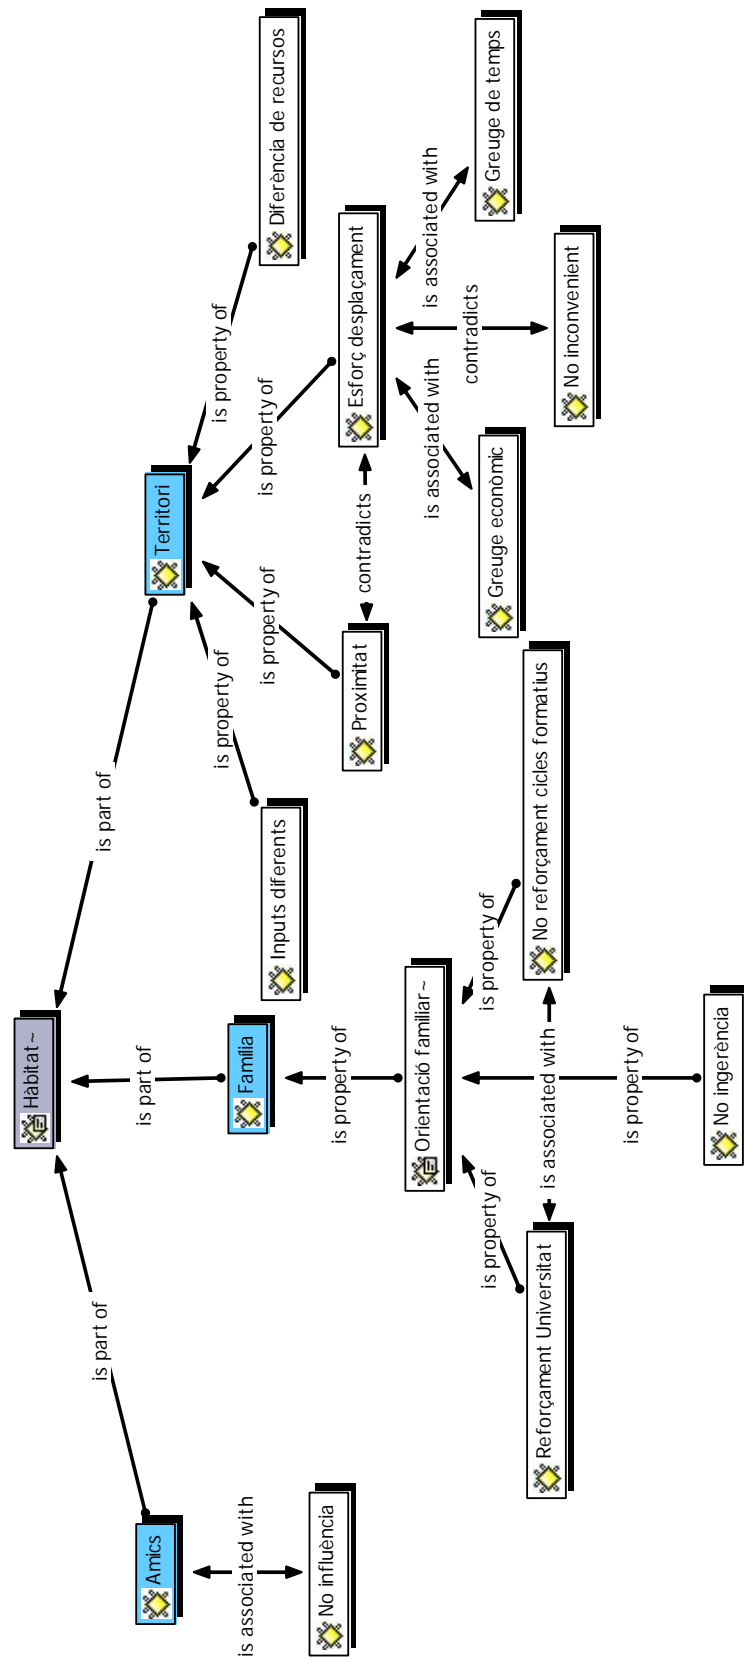 Hàbitat~
is part of
is part of
is part of
Amics
Família
Territori
is associated with
is property of
is property of
is property of
is property of
is property of
No influència
Orientació familiar~
Inputs diferents
Proximitat
contradicts
Esforç desplaçament
Diferència de recursos
is property of
is associated with
is property of
is property of
is associated with
contradicts
is associated with
Reforçament Universitat
No reforçament cicles formatius
Greuge econòmic
No inconvenient
Greuge de temps
No ingerència